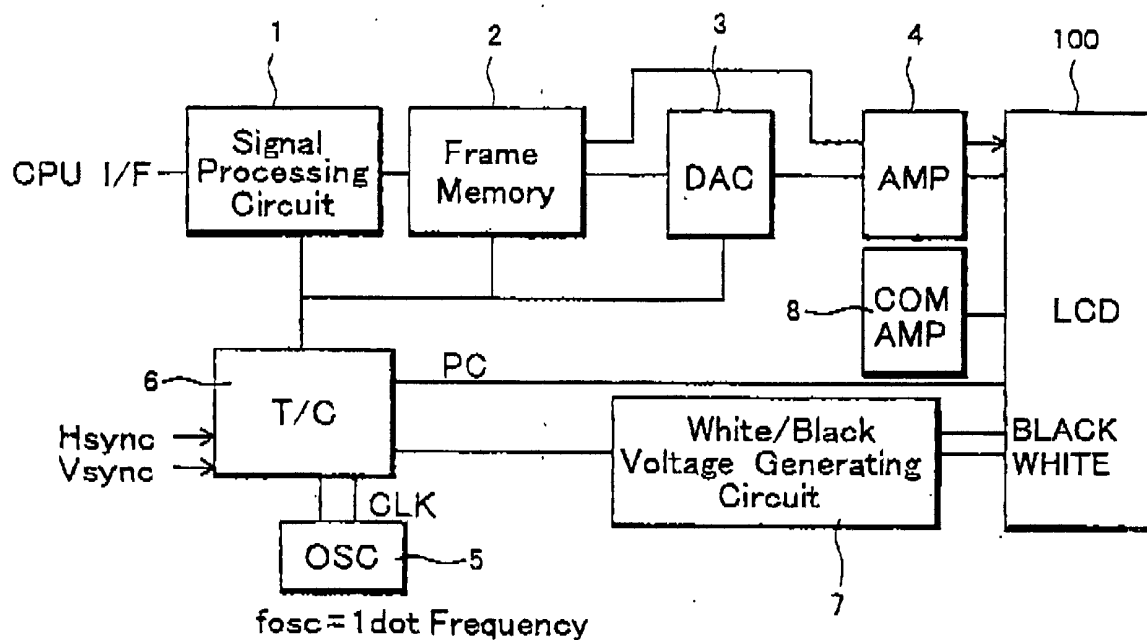 1
2
3
4
100
CPU I/F
Signal
Processing
Circuit
Frame
Memory
DAC
AMP
LCD
8
COM
AMP
6
T/C
PC
Hsync
Vsync
White/Black
Voltage Generating
Circuit
BLACK
WHITE
CLK
OSC
5
7
fosc=1dot Frequency